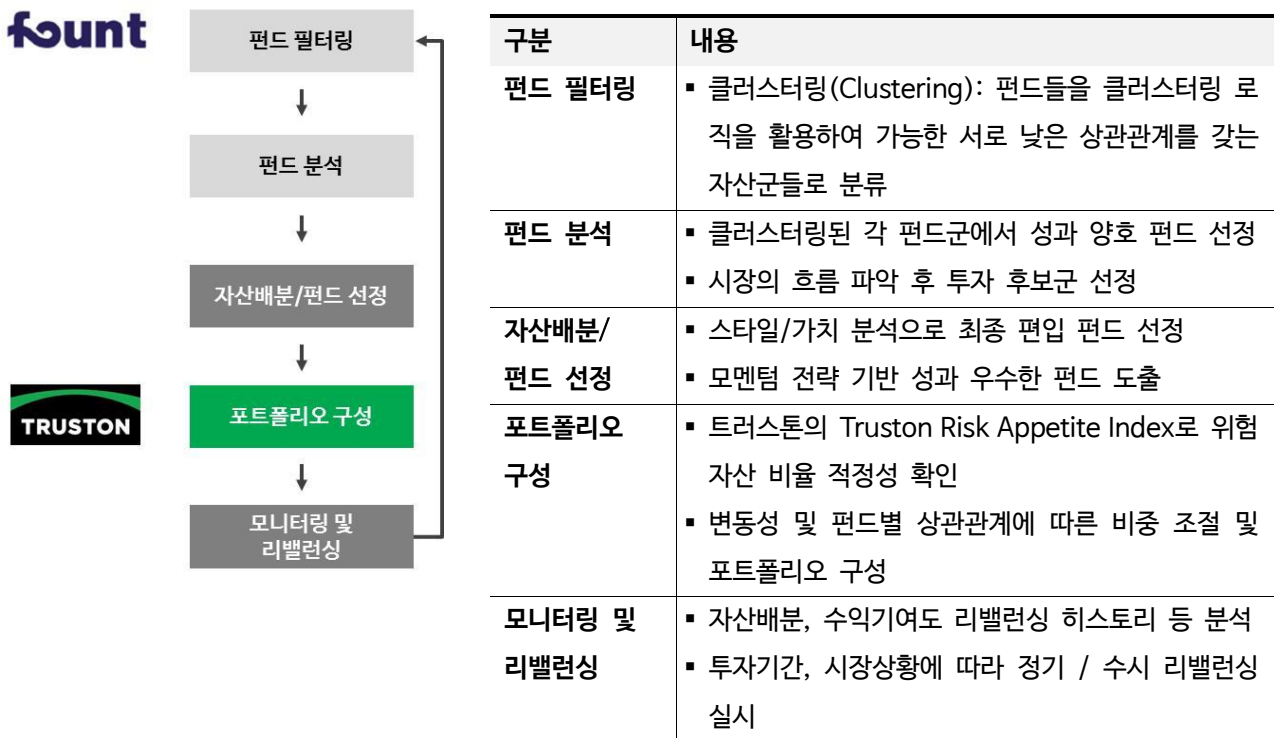 fount
펀드 필터링
펀드 분석
자산배분/펀드 선정
TRUSTON
포트폴리오 구성
모니터링 및
리밸런싱
구분 내용
펀드 필터링 ▪ 클러스터링(Clustering): 펀드들을 클러스터링 로
직을 활용하여 가능한 서로 낮은 상관관계를 갖는
자산군들로 분류
펀드 분석 ▪ 클러스터링된 각 펀드군에서 성과 양호 펀드 선정
▪ 시장의 흐름 파악 후 투자 후보군 선정
자산배분/ ▪ 스타일/가치 분석으로 최종 편입 펀드 선정
펀드 선정 ▪ 모멘텀 전략 기반 성과 우수한 펀드 도출
포트폴리오 ▪ 트러스톤의 Truston Risk Appetite Index로 위험
구성 자산 비율 적정성 확인
▪ 변동성 및 펀드별 상관관계에 따른 비중 조절 및
포트폴리오 구성
모니터링 및 ▪ 자산배분, 수익기여도 리밸런싱 히스토리 등 분석
리밸런싱 ▪ 투자기간, 시장상황에 따라 정기 / 수시 리밸런싱
실시